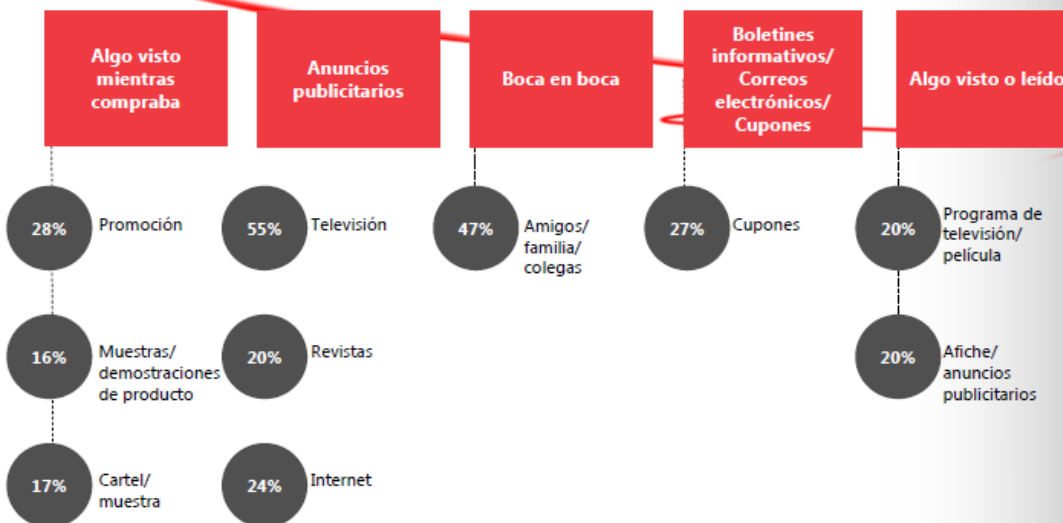 Algo visto
mientras
compraba
Anuncios
publicitarios
Boca en boca
Boletines
informativos/
Correos
electrónicos/
Cupones
Algo visto o leído
28%
Promoción
55%
Televisión
47%
Amigos/
familia/
colegas
27%
Cupones
20%
Programa de
televisión/
película
16%
Muestras/
demostraciones
de producto
20%
Revistas
20%
Afiche/
anuncios
publicitarios
17%
Cartel/
muestra
24%
Internet